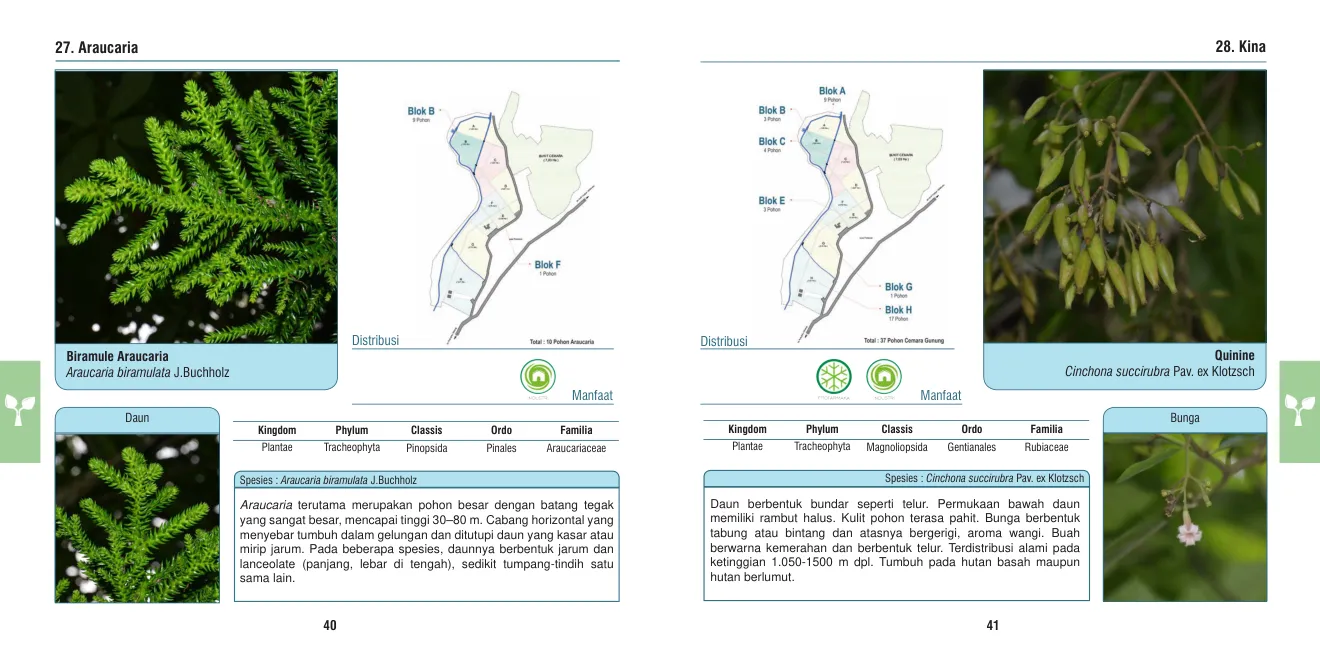 27. Araucaria
Blok B
9 Pohon
Blok F
1 Pohon
BUKIT CEMARA
Distribusi
Total : 10 Pohon Araucaria
Biramule Araucaria
Araucaria biramulata J.Buchholz
HOLISTIK
Manfaat
Daun
Kingdom Phylum Classis Ordo Familia
Plantae Tracheophyta Pinopsida Pinales Araucariaceae
Spesies : Araucaria biramulata J.Buchholz
Araucaria terutama merupakan pohon besar dengan batang tegak
yang sangat besar, mencapai tinggi 30–80 m. Cabang horizontal yang
menyebar tumbuh dalam gelungan dan ditutupi daun yang kasar atau
mirip jarum. Pada beberapa spesies, daunnya berbentuk jarum dan
lanceolate (panjang, lebar di tengah), sedikit tumpang-tindih satu
sama lain.
40
28. Kina
Blok A
9 Pohon
Blok B
3 Pohon
Blok C
4 Pohon
Blok E
3 Pohon
Blok G
1 Pohon
Blok H
17 Pohon
BUKIT CEMARA
Distribusi
Total : 37 Pohon Cemara Gunung
Quinine
Cinchona succirubra Pav. ex Klotzsch
FITOFARMAKA
HOLISTIK
Manfaat
Kingdom Phylum Classis Ordo Familia
Plantae Tracheophyta Magnoliopsida Gentianales Rubiaceae
Bunga
Spesies : Cinchona succirubra Pav. ex Klotzsch
Daun berbentuk bundar seperti telur. Permukaan bawah daun
memiliki rambut halus. Kulit pohon terasa pahit. Bunga berbentuk
tabung atau bintang dan atasnya bergerigi, aroma wangi. Buah
berwarna kemerahan dan berbentuk telur. Terdistribusi alami pada
ketinggian 1.050-1500 m dpl. Tumbuh pada hutan basah maupun
hutan berlumut.
41